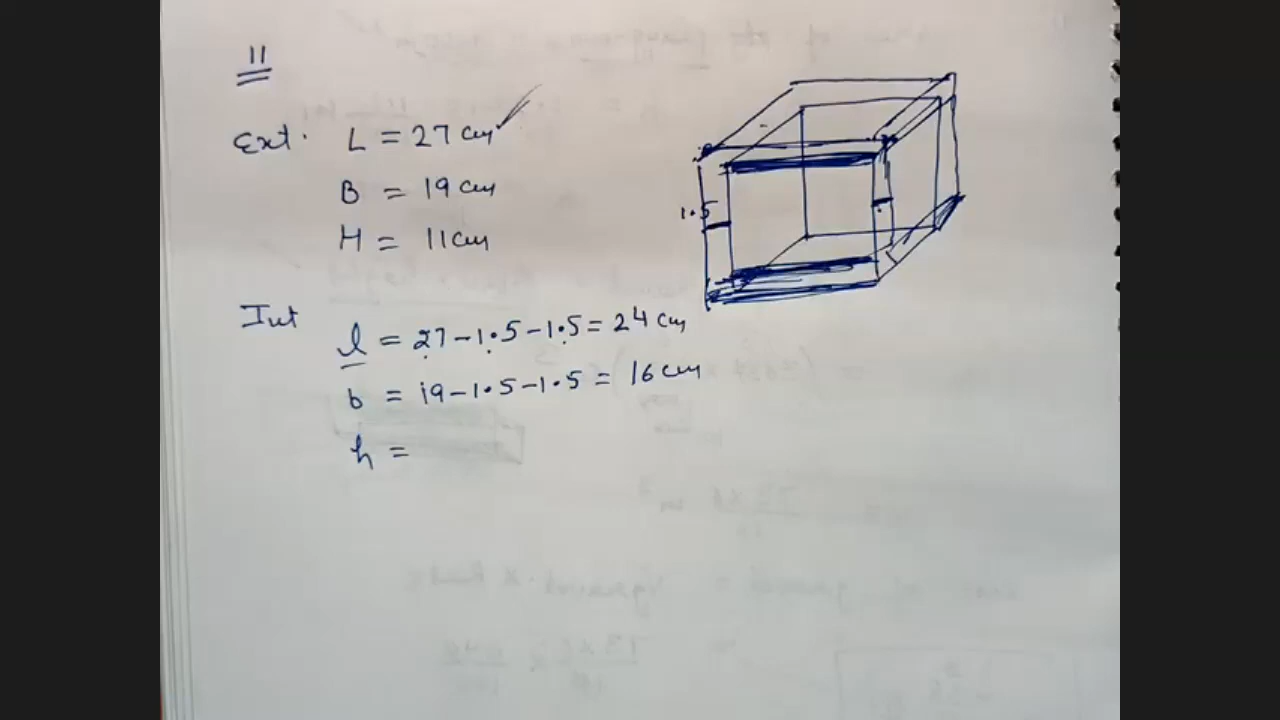 11
Ext. L = 27 cm
B = 19 cm
H = 11 cm
1.5
Int l = 27 - 1.5 - 1.5 = 24 cm
b = 19 - 1.5 - 1.5 = 16 cm
h =